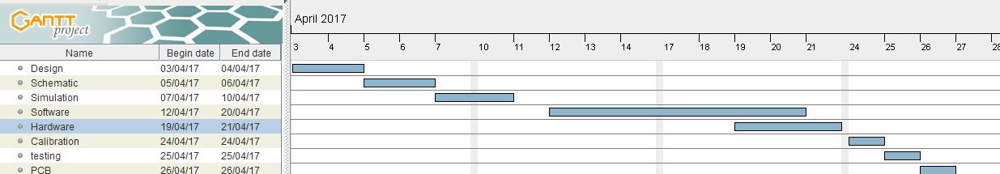 GANTT
project
April 2017
3 4 5 6 7 10 11 12 13 14 17 18 19 20 21 24 25 26 27 28
Name Begin date End date
Design 03/04/17 04/04/17
Schematic 05/04/17 06/04/17
Simulation 07/04/17 10/04/17
Software 12/04/17 20/04/17
Hardware 19/04/17 21/04/17
Calibration 24/04/17 24/04/17
testing 25/04/17 25/04/17
PCB 26/04/17 26/04/17